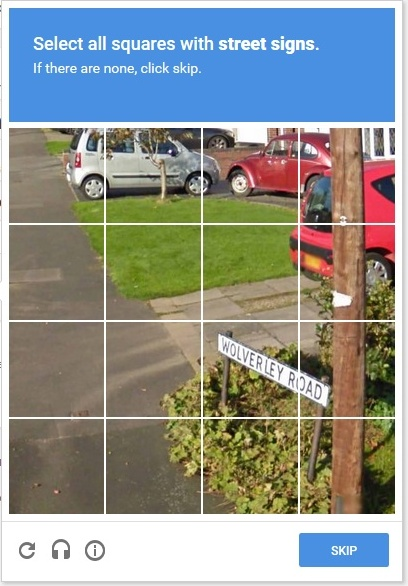 Select all squares with street signs.
If there are none, click skip.
WOLVERLEY ROAD
SKIP